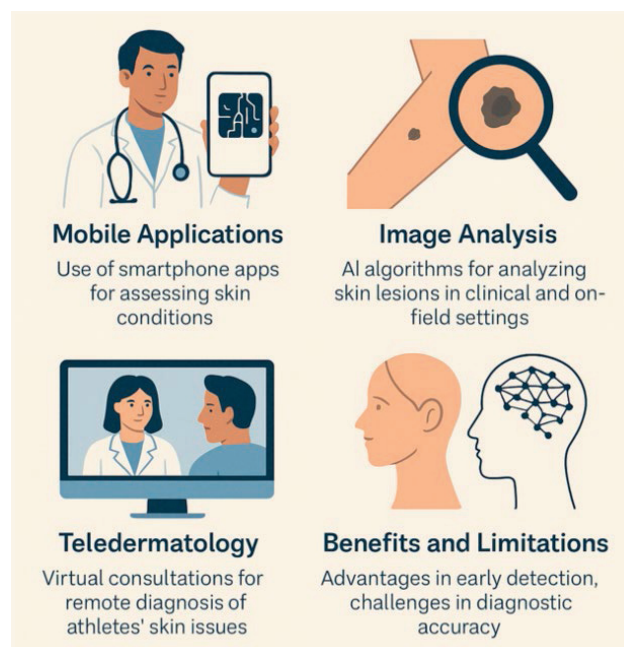 Mobile Applications
Use of smartphone apps
for assessing skin
conditions
Image Analysis
AI algorithms for analyzing
skin lesions in clinical and on-
field settings
Teledermatology
Virtual consultations for
remote diagnosis of
athletes' skin issues
Benefits and Limitations
Advantages in early detection,
challenges in diagnostic
accuracy